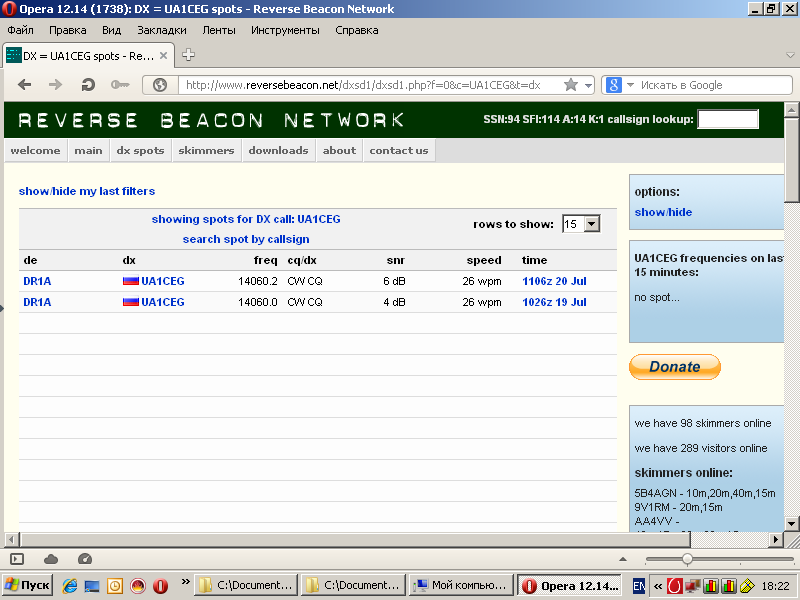 Opera 12.14 (1738): DX = UA1CEG spots - Reverse Beacon Network
Файл Правка Вид Закладки Ленты Инструменты Справка
DX = UA1CEG spots - Re...
http://www.reversebeacon.net/dxsd1/dxsd1.php?f=0&c=UA1CEG&t=dx
Искать в Google
REVERSE BEACON NETWORK
SSN:94 SFI:114 A:14 K:1 callsign lookup:
welcome main dx spots skimmers downloads about contact us
show/hide my last filters
showing spots for DX call: UA1CEG
search spot by callsign
rows to show: 15
de dx freq cq/dx snr speed time
DR1A UA1CEG 14060.2 CW CQ 6 dB 26 wpm 1106z 20 Jul
DR1A UA1CEG 14060.0 CW CQ 4 dB 26 wpm 1026z 19 Jul
options:
show/hide
UA1CEG frequencies on las
15 minutes:
no spot...
Donate
we have 98 skimmers online
we have 289 visitors online
skimmers online:
5B4AGN - 10m,20m,40m,15m
9V1RM - 20m,15m
AA4VV -
Пуск
C:\Document...
C:\Document...
Мой компью...
Opera 12.14...
EN
18:22